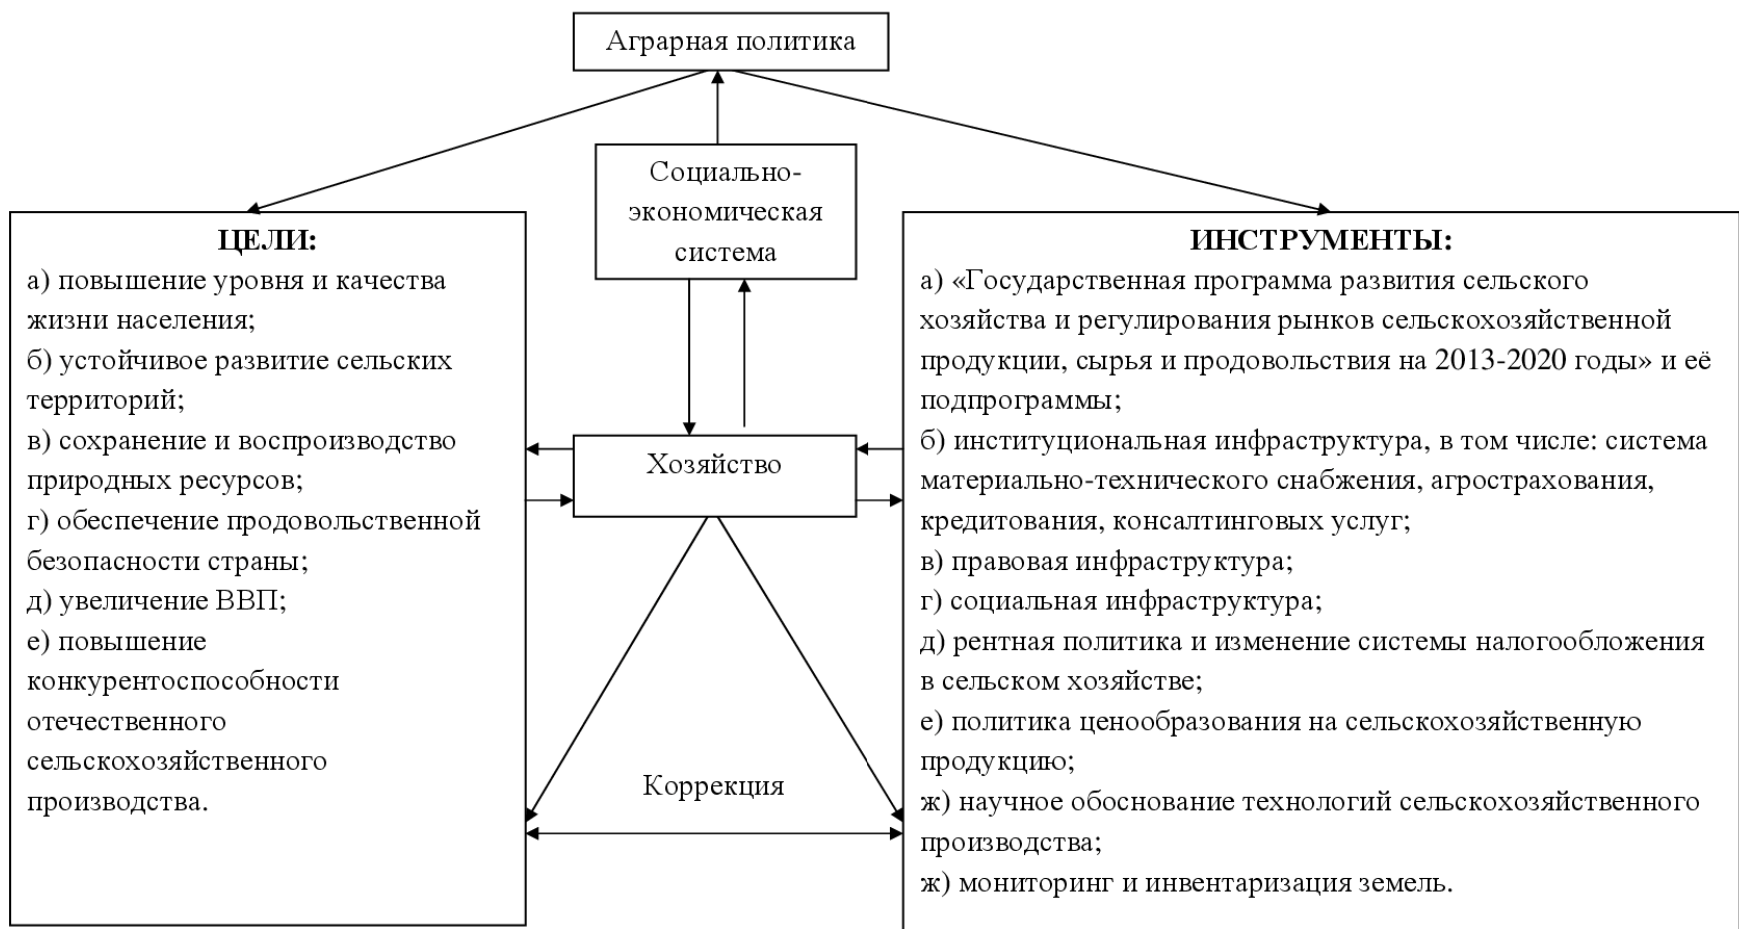 Аграрная политика
Социально-
экономическая
система
ЦЕЛИ:
а) повышение уровня и качества
жизни населения;
б) устойчивое развитие сельских
территорий;
в) сохранение и воспроизводство
природных ресурсов;
г) обеспечение продовольственной
безопасности страны;
д) увеличение ВВП;
е) повышение
конкурентоспособности
отечественного
сельскохозяйственного
производства.
Хозяйство
Коррекция
ИНСТРУМЕНТЫ:
а) «Государственная программа развития сельского
хозяйства и регулирования рынков сельскохозяйственной
продукции, сырья и продовольствия на 2013-2020 годы» и её
подпрограммы;
б) институциональная инфраструктура, в том числе: система
материально-технического снабжения, агрострахования,
кредитования, консалтинговых услуг;
в) правовая инфраструктура;
г) социальная инфраструктура;
д) рентная политика и изменение системы налогообложения
в сельском хозяйстве;
е) политика ценообразования на сельскохозяйственную
продукцию;
ж) научное обоснование технологий сельскохозяйственного
производства;
ж) мониторинг и инвентаризация земель.